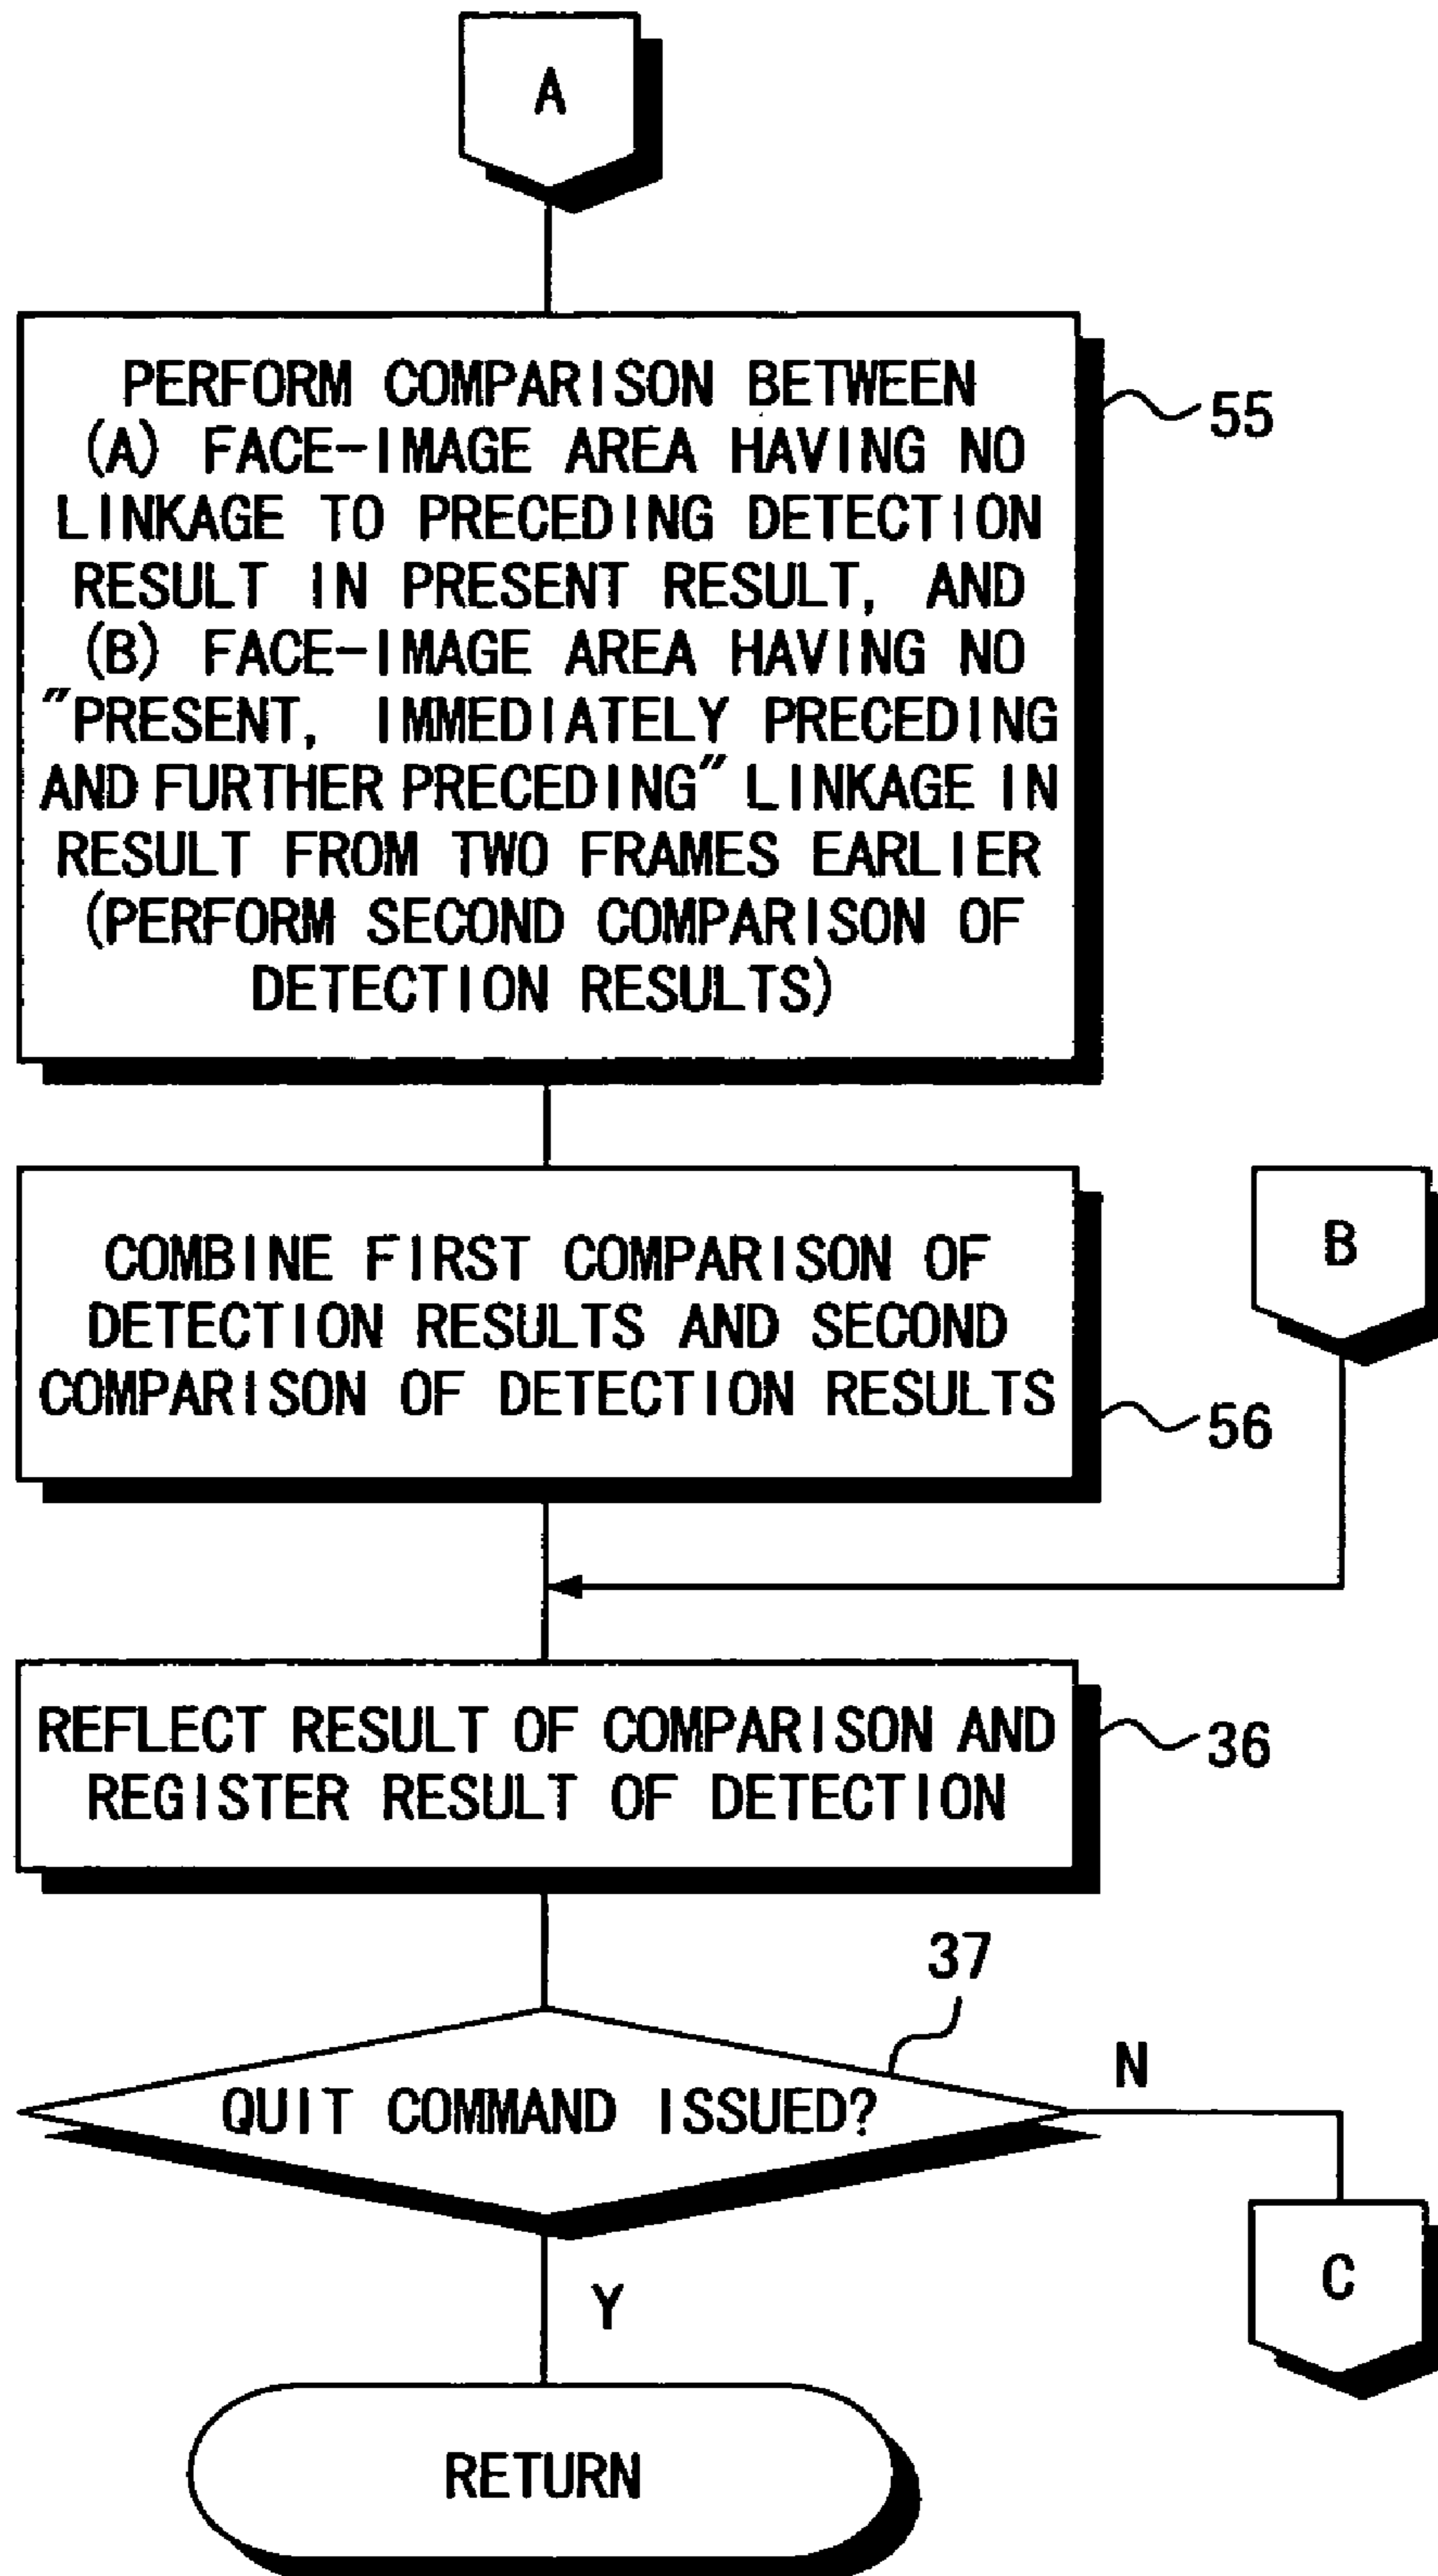 A
PERFORM COMPARISON BETWEEN
(A) FACE-IMAGE AREA HAVING NO
LINKAGE TO PRECEDING DETECTION
RESULT IN PRESENT RESULT, AND
(B) FACE-IMAGE AREA HAVING NO
"PRESENT, IMMEDIATELY PRECEDING
AND FURTHER PRECEDING" LINKAGE IN
RESULT FROM TWO FRAMES EARLIER
(PERFORM SECOND COMPARISON OF
DETECTION RESULTS)
55
COMBINE FIRST COMPARISON OF
DETECTION RESULTS AND SECOND
COMPARISON OF DETECTION RESULTS
56
B
REFLECT RESULT OF COMPARISON AND
REGISTER RESULT OF DETECTION
36
37
QUIT COMMAND ISSUED?
N
C
Y
RETURN